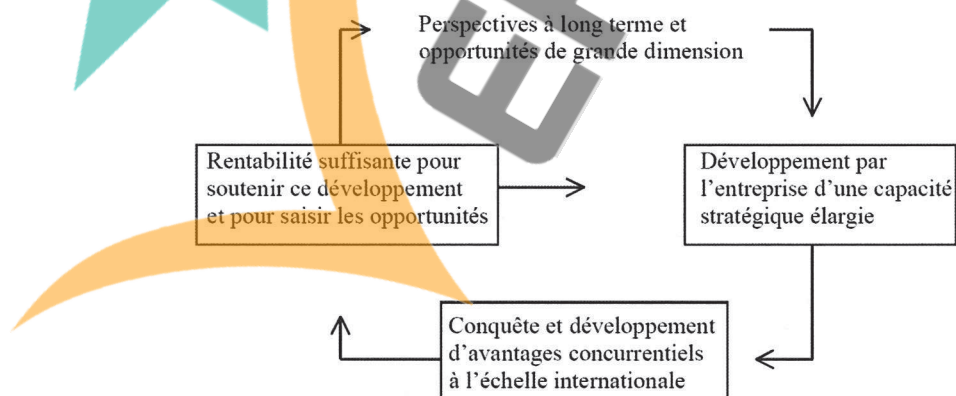 Perspectives à long terme et
opportunités de grande dimension
Rentabilité suffisante pour
soutenir ce développement
et pour saisir les opportunités
Développement par
l'entreprise d'une capacité
stratégique élargie
Conquête et développement
d'avantages concurrentiels
à l'échelle internationale